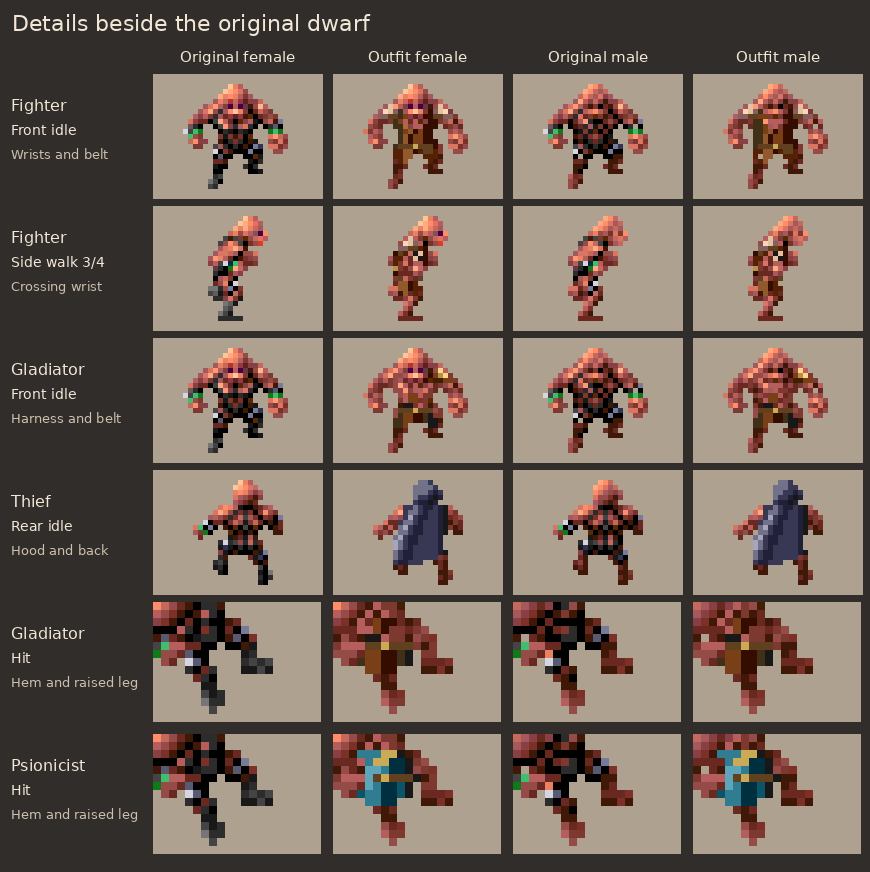 Details beside the original dwarf
Original female
Outfit female
Original male
Outfit male
Fighter
Front idle
Wrists and belt
Fighter
Side walk 3/4
Crossing wrist
Gladiator
Front idle
Harness and belt
Thief
Rear idle
Hood and back
Gladiator
Hit
Hem and raised leg
Psionicist
Hit
Hem and raised leg